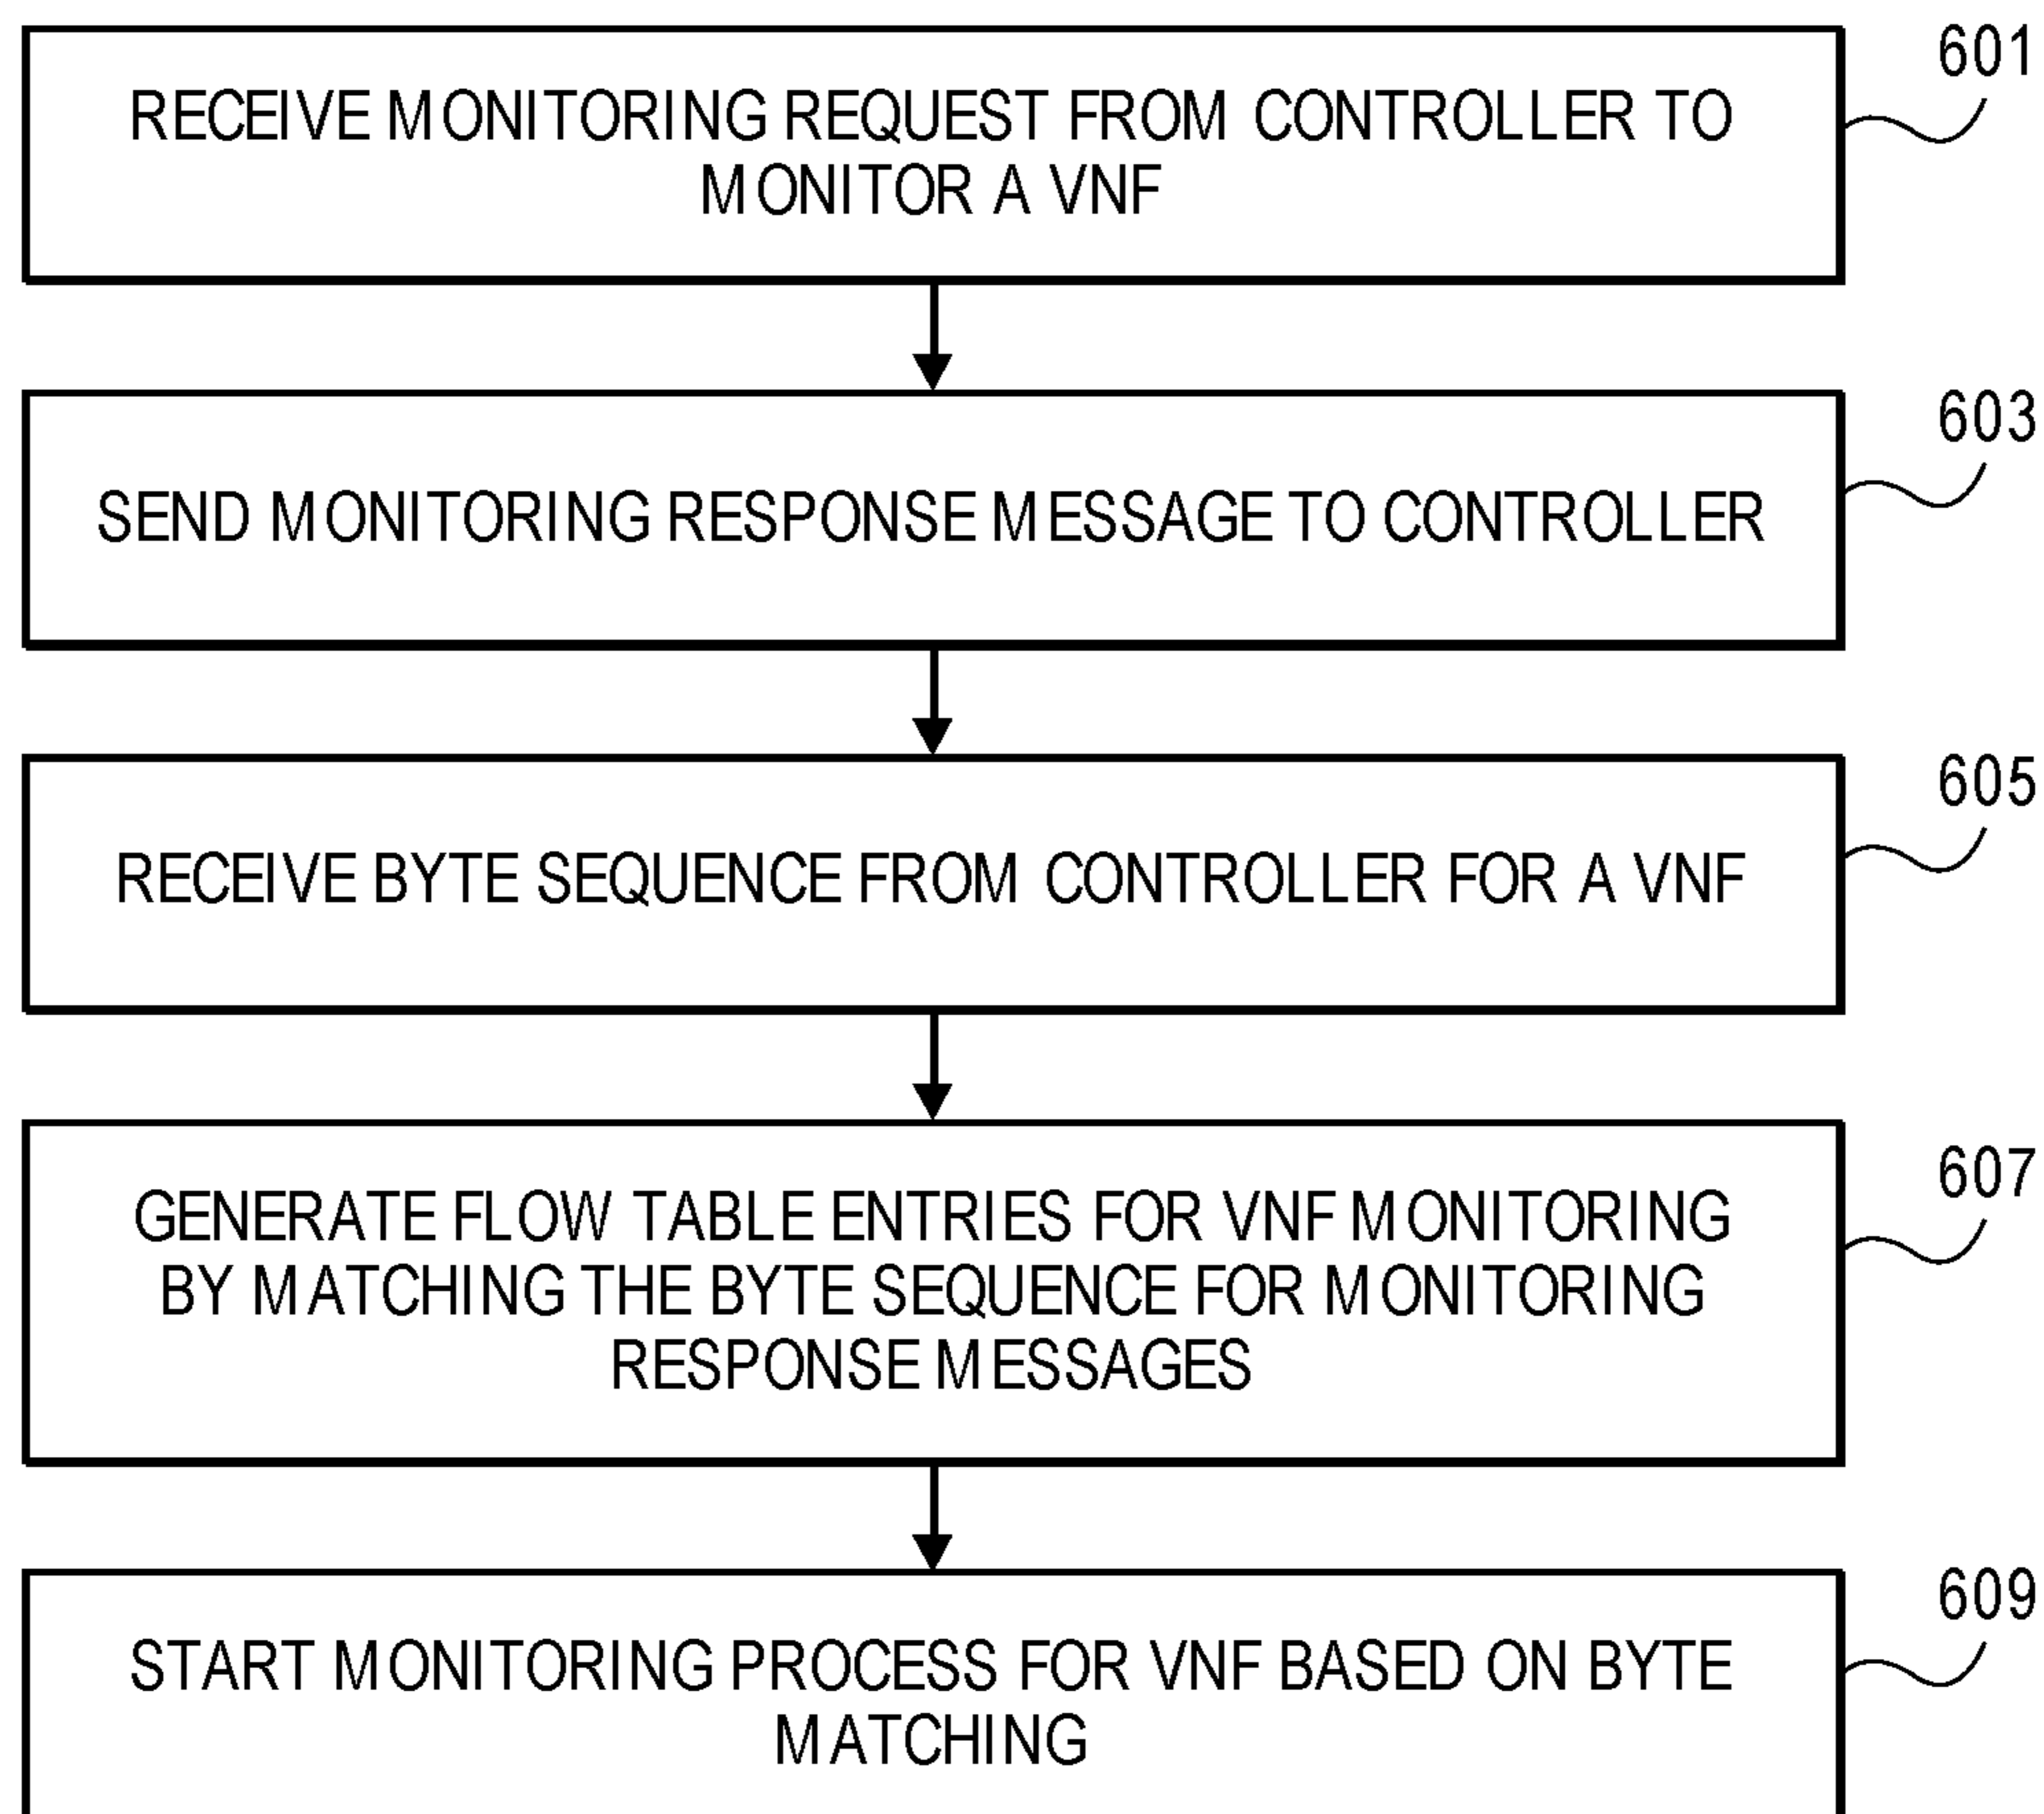 601
RECEIVE MONITORING REQUEST FROM CONTROLLER TO
MONITOR A VNF
603
SEND MONITORING RESPONSE MESSAGE TO CONTROLLER
605
RECEIVE BYTE SEQUENCE FROM CONTROLLER FOR A VNF
607
GENERATE FLOW TABLE ENTRIES FOR VNF MONITORING
BY MATCHING THE BYTE SEQUENCE FOR MONITORING
RESPONSE MESSAGES
609
START MONITORING PROCESS FOR VNF BASED ON BYTE
MATCHING